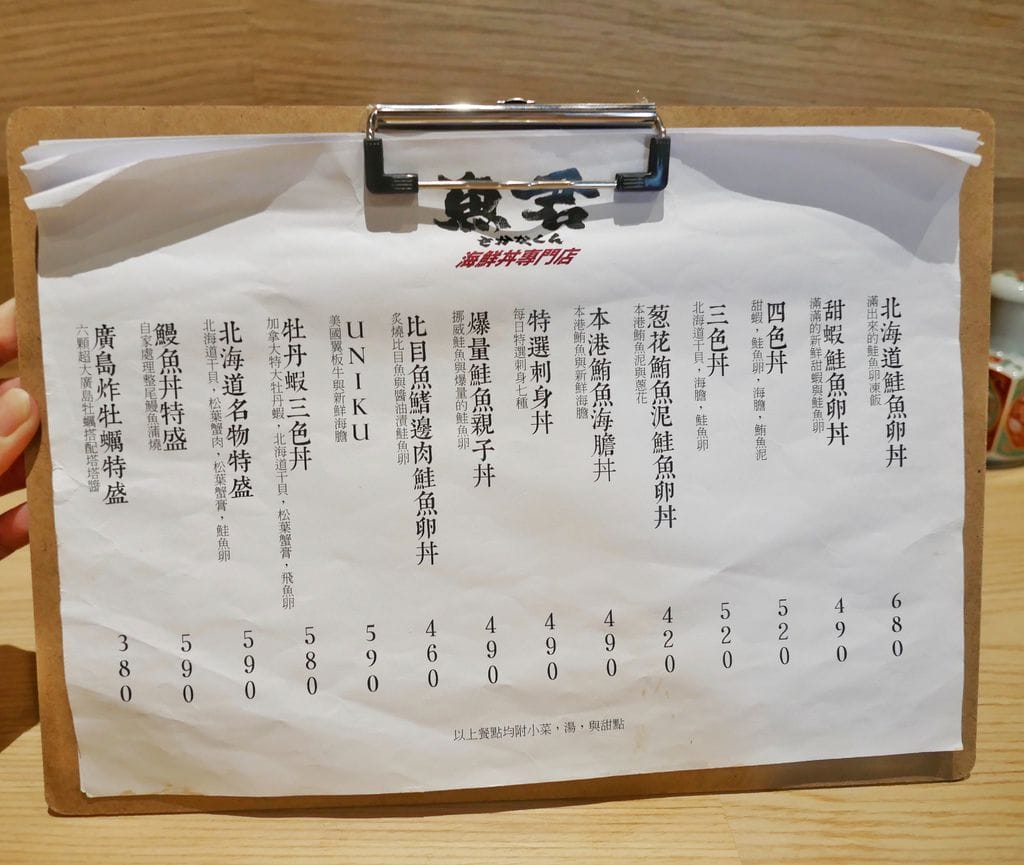 魚君
さかなくん
海鮮丼專門店
北海道鮭魚卵丼
滿出來的鮭魚卵凍飯
680
甜蝦鮭魚卵丼
滿滿的新鮮甜蝦與鮭魚卵
490
四色丼
甜蝦，鮭魚卵，海膽，鮪魚泥
520
三色丼
北海道干貝，海膽，鮭魚卵
520
葱花鮪魚泥鮭魚卵丼
本港鮪魚泥與蔥花
420
本港鮪魚海膽丼
本港鮪魚與新鮮海膽
490
特選刺身丼
每日特選刺身七種
490
爆量鮭魚親子丼
挪威鮭魚與爆量的鮭魚卵
490
比目魚鰭邊肉鮭魚卵丼
炙燒比目魚與醬油漬鮭魚卵
460
UNIKU
美國翼板牛與新鮮海膽
590
牡丹蝦三色丼
加拿大特大牡丹蝦，北海道干貝，松葉蟹膏，飛魚卵
580
北海道名物特盛
北海道干貝，松葉蟹肉，松葉蟹膏，鮭魚卵
590
鰻魚丼特盛
自家處理整尾鰻魚蒲燒
590
廣島炸牡蠣特盛
六顆超大廣島牡蠣搭配塔塔醬
380
以上餐點均附小菜，湯，與甜點